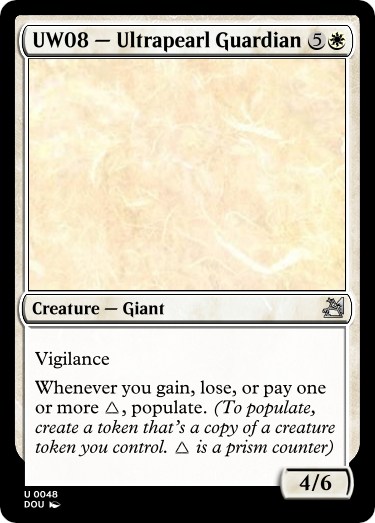 UW08 — Ultrapearl Guardian 5
Creature — Giant
Vigilance
Whenever you gain, lose, or pay one
or more △, populate. (To populate,
create a token that's a copy of a creature
token you control. △ is a prism counter)
4/6
U 0048
DOU